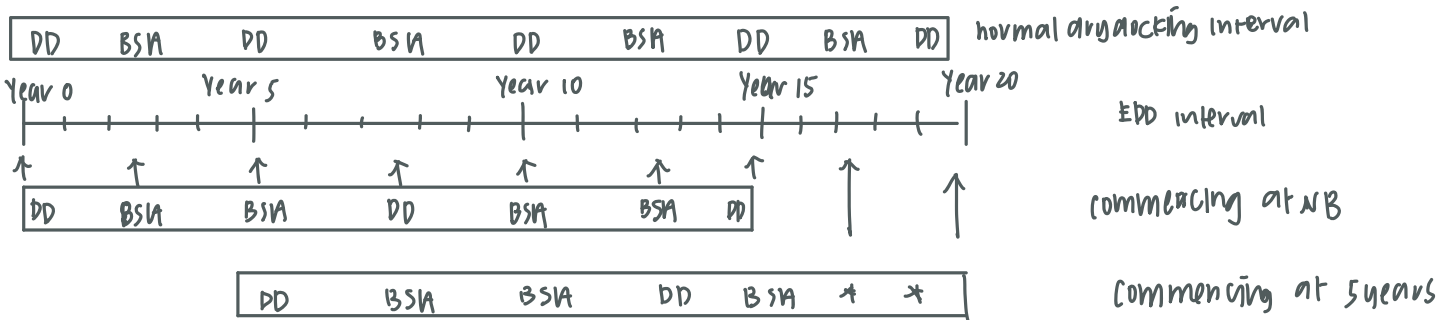 DD BSIA DD BSIA DD BSIA DD BSIA DD normal drydocking interval
Year 0 Year 5 Year 10 Year 15 Year 20
EDD interval
DD BSIA BSIA DD BSIA BSIA DD commencing at NB
DD BSIA BSIA DD BSIA * * commencing at 5 years